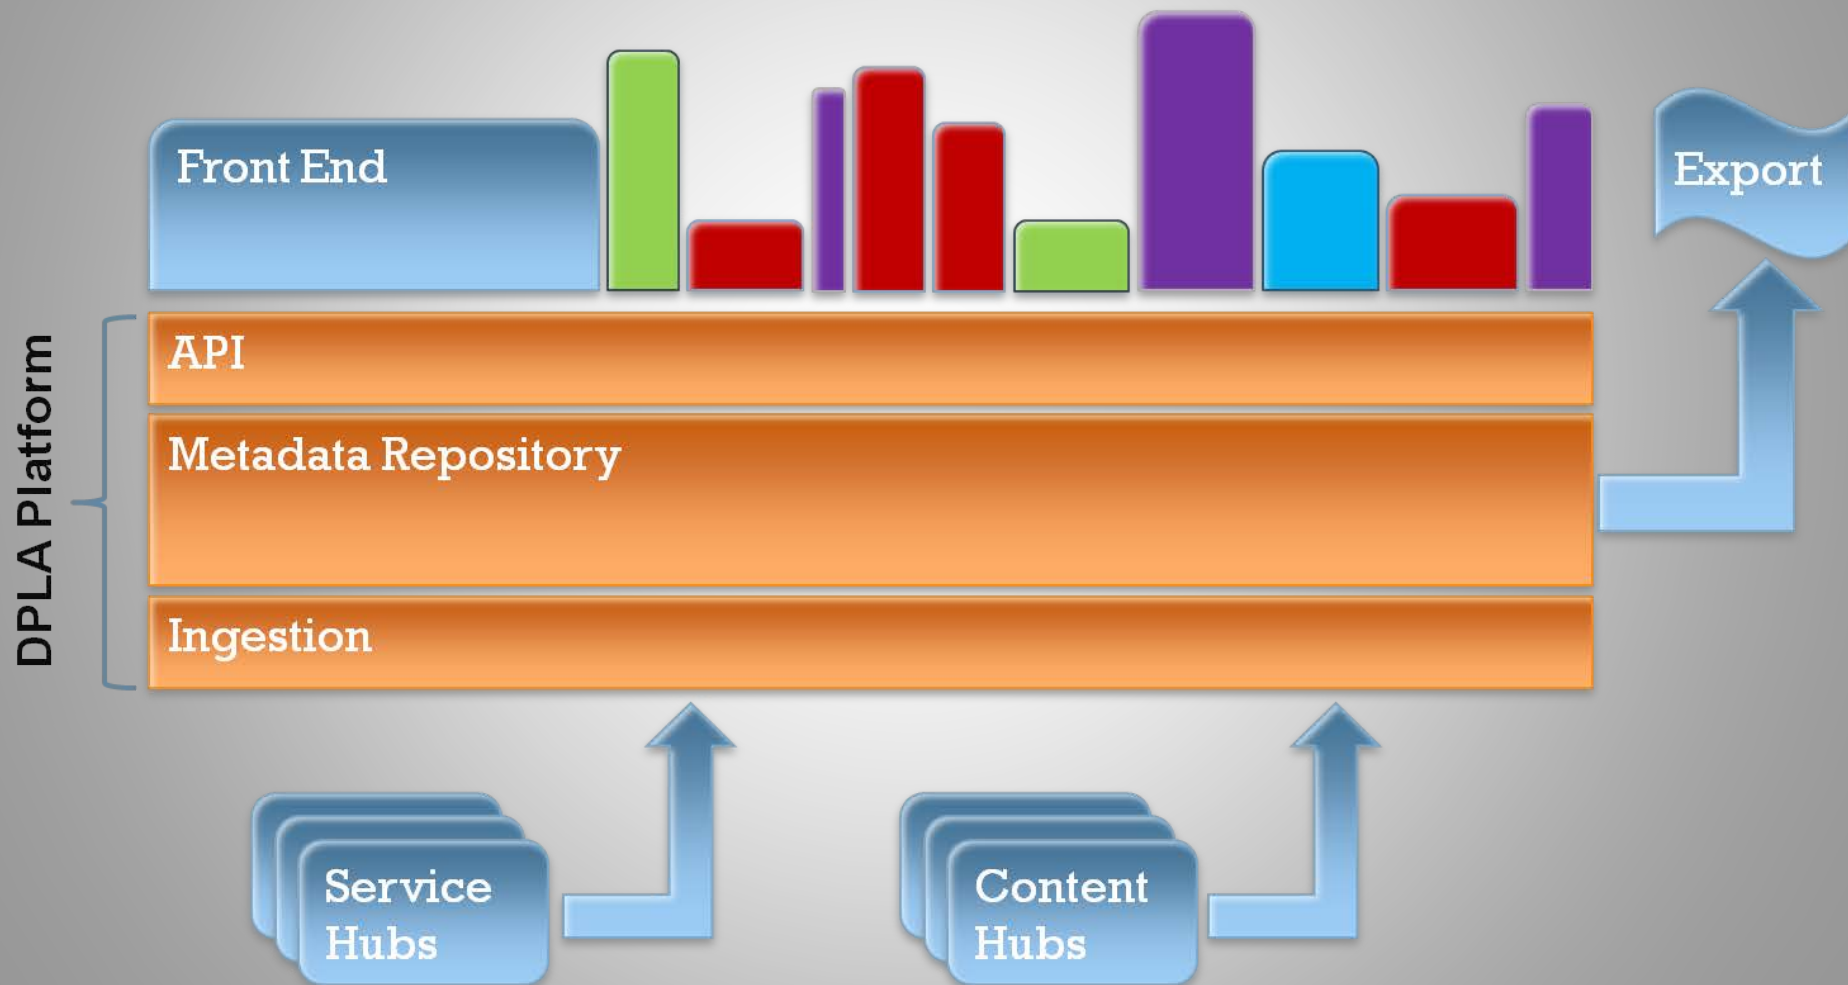 Front End
Export
API
Metadata Repository
Ingestion
DPLA Platform
Service
Hubs
Content
Hubs